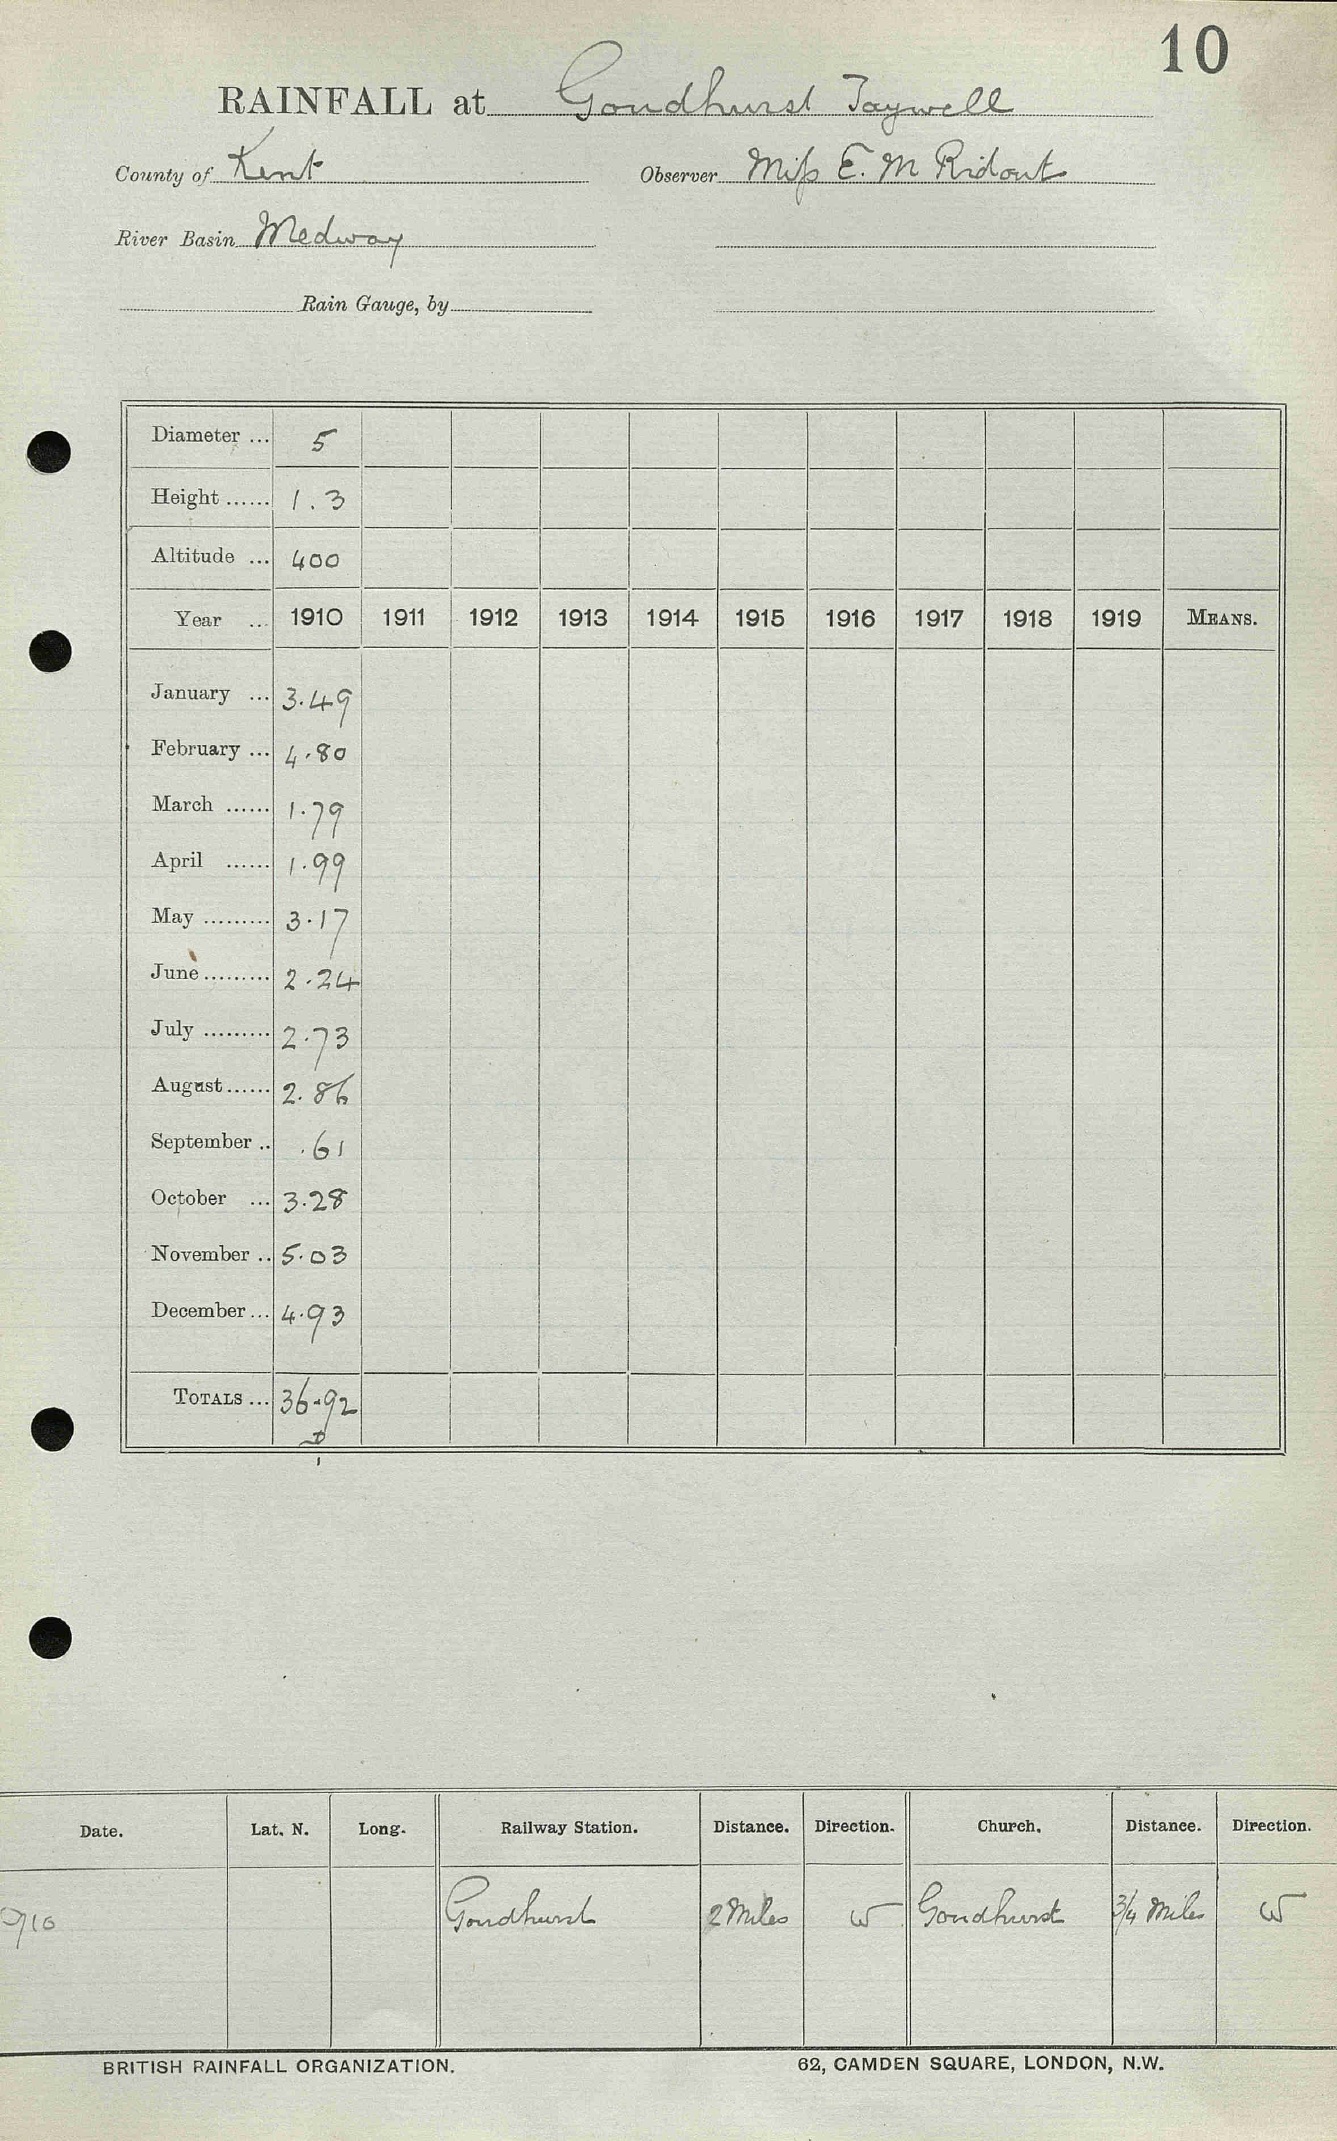 10
RAINFALL at Goudhurst Taywell
County of Kent Observer Miss E. M Ridout
River Basin Medway
Rain Gauge, by
Diameter ... 5
Height ...... 1.3
Altitude ... 400
Year ... 1910 1911 1912 1913 1914 1915 1916 1917 1918 1919 MEANS.
January ... 3.49
February ... 4.80
March ...... 1.79
April ...... 1.99
May ......... 3.17
June ......... 2.24
July ......... 2.73
August ...... 2.86
September .. .61
October ... 3.28
November .. 5.03
December ... 4.93
TOTALS ... 36.92
Date. Lat. N. Long. Railway Station. Distance. Direction. Church. Distance. Direction.
910 Goudhurst 2 Miles W Goudhurst 3/4 Miles W
BRITISH RAINFALL ORGANIZATION. 62, CAMDEN SQUARE, LONDON, N.W.